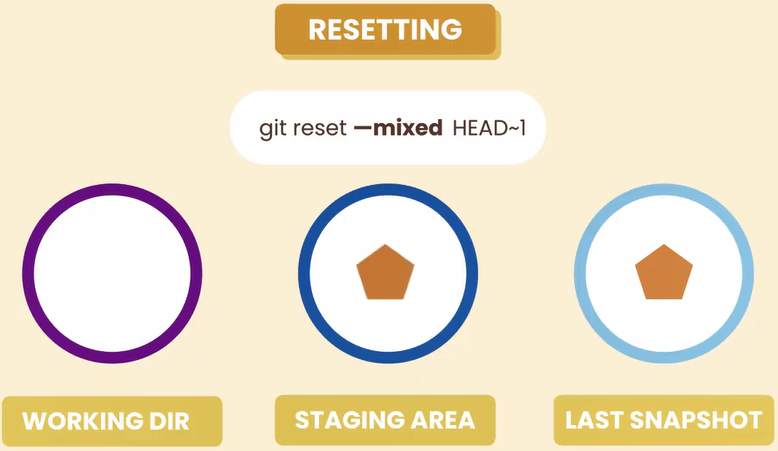 RESETTING
git reset —mixed HEAD~1
WORKING DIR
STAGING AREA
LAST SNAPSHOT